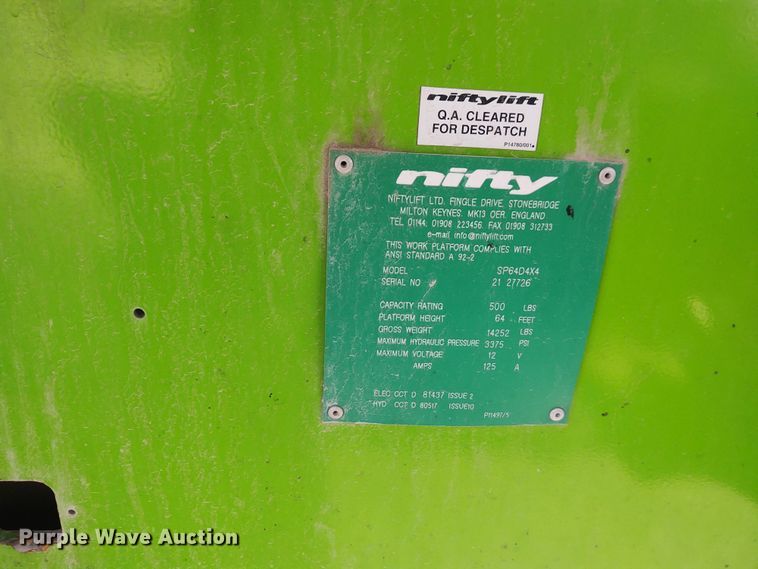 niftylift
Q.A. CLEARED
FOR DESPATCH
P14780/001
nifty
NIFTYLIFT LTD. FINGLE DRIVE, STONEBRIDGE
MILTON KEYNES. MK13 OER. ENGLAND
TEL 01144: 01908 223456 FAX 01908 312733
e-mail info@niftylift.com
THIS WORK PLATFORM COMPLIES WITH
ANSI STANDARD A 92-2
MODEL SP64D4X4
SERIAL NO 21 27726
CAPACITY RATING 500 LBS
PLATFORM HEIGHT 64 FEET
GROSS WEIGHT 14252 LBS
MAXIMUM HYDRAULIC PRESSURE 3375 PSI
MAXIMUM VOLTAGE 12 V
AMPS 125 A
ELEC CCT D 81437 ISSUE 2
HYD CCT D 80517 ISSUE10
P11497/5
Purple Wave Auction